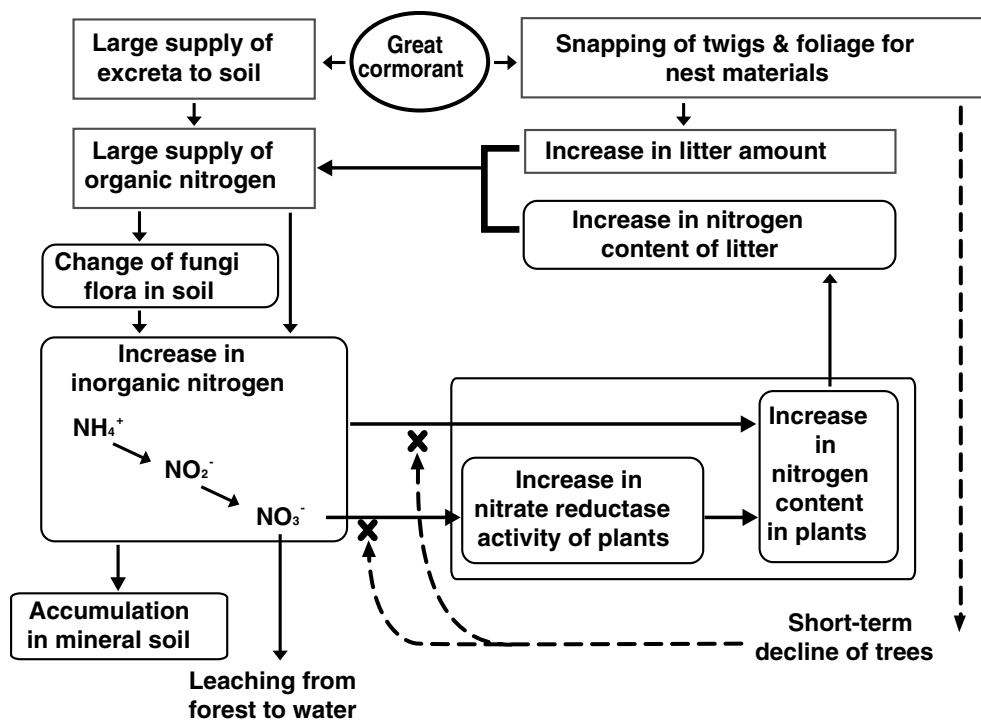 Large supply of
excreta to soil
Great
cormorant
Snapping of twigs & foliage for
nest materials
Large supply of
organic nitrogen
Increase in litter amount
Increase in nitrogen
content of litter
Change of fungi
flora in soil
Increase in
inorganic nitrogen
NH₄⁺
NO₂⁻
NO₃⁻
Increase in
nitrate reductase
activity of plants
Increase
in
nitrogen
content
in plants
Accumulation
in mineral soil
Leaching from
forest to water
Short-term
decline of trees